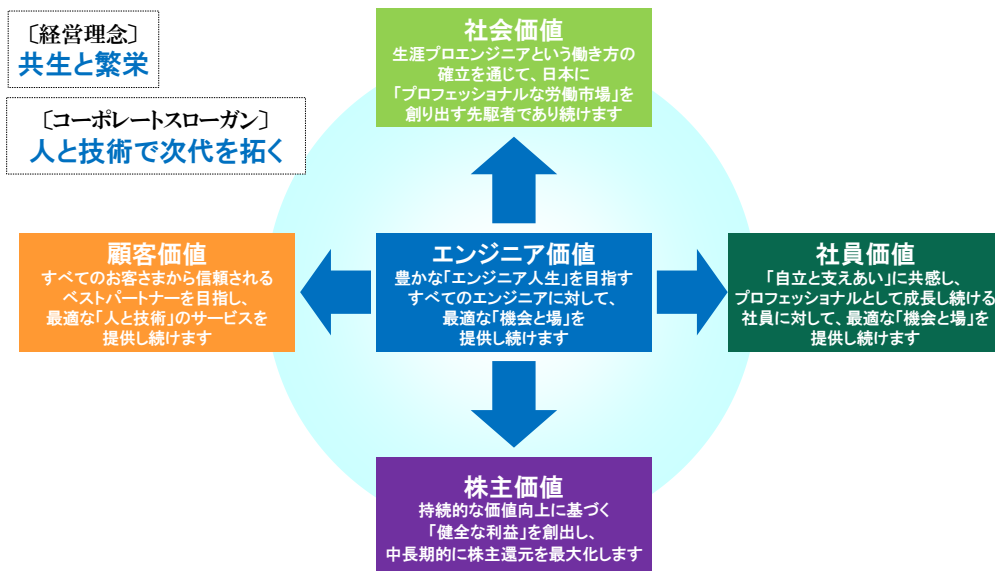 〔経営理念〕
共生と繁栄
〔コーポレートスローガン〕
人と技術で次代を拓く
社会価値
生涯プロエンジニアという働き方の
確立を通じて、日本に
「プロフェッショナルな労働市場」を
創り出す先駆者であり続けます
顧客価値
すべてのお客さまから信頼される
ベストパートナーを目指し、
最適な「人と技術」のサービスを
提供し続けます
エンジニア価値
豊かな「エンジニア人生」を目指す
すべてのエンジニアに対して、
最適な「機会と場」を
提供し続けます
社員価値
「自立と支えあい」に共感し、
プロフェッショナルとして成長し続ける
社員に対して、最適な「機会と場」を
提供し続けます
株主価値
持続的な価値向上に基づく
「健全な利益」を創出し、
中長期的に株主還元を最大化します